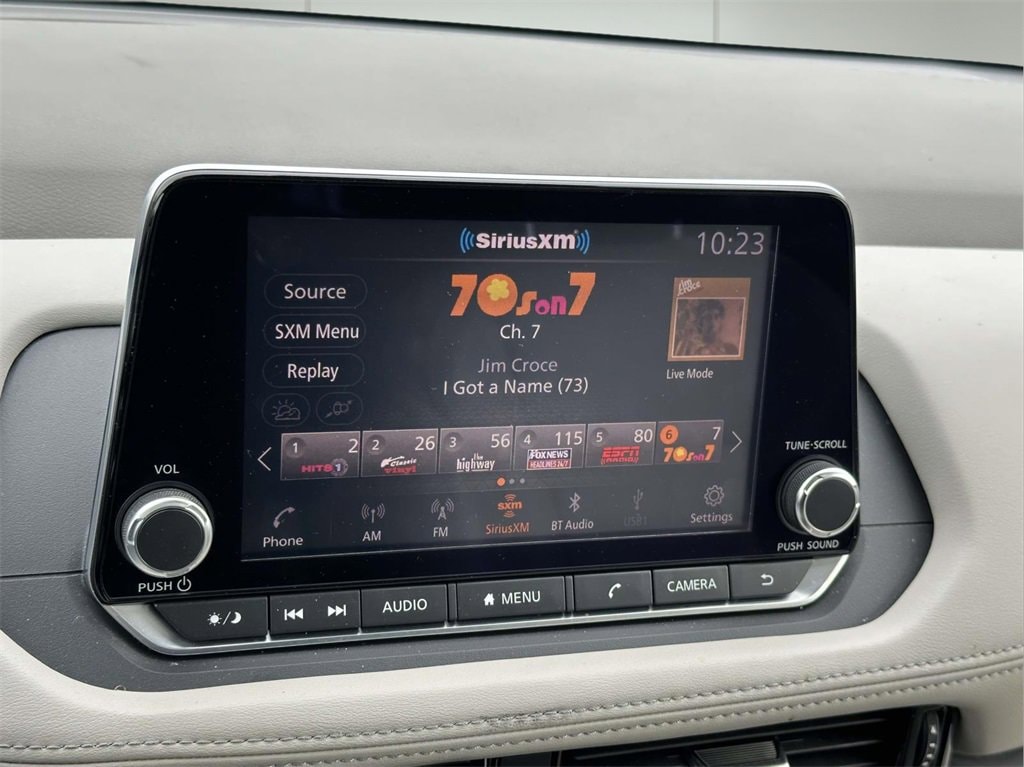 SiriusXM
10:23
Source
SXM Menu
Replay
70s on 7
Ch. 7
Jim Croce
I Got a Name (73)
Jim Croce
Live Mode
1 2 HITS 1
2 26 Classic vinyl
3 56 the highway
4 115 FOX NEWS HEADLINES 24/7
5 80 ESPN
6 7 70s on 7
Phone
AM
FM
sxm
SiriusXM
BT Audio
USB1
Settings
VOL
PUSH
TUNE·SCROLL
PUSH SOUND
AUDIO
MENU
CAMERA